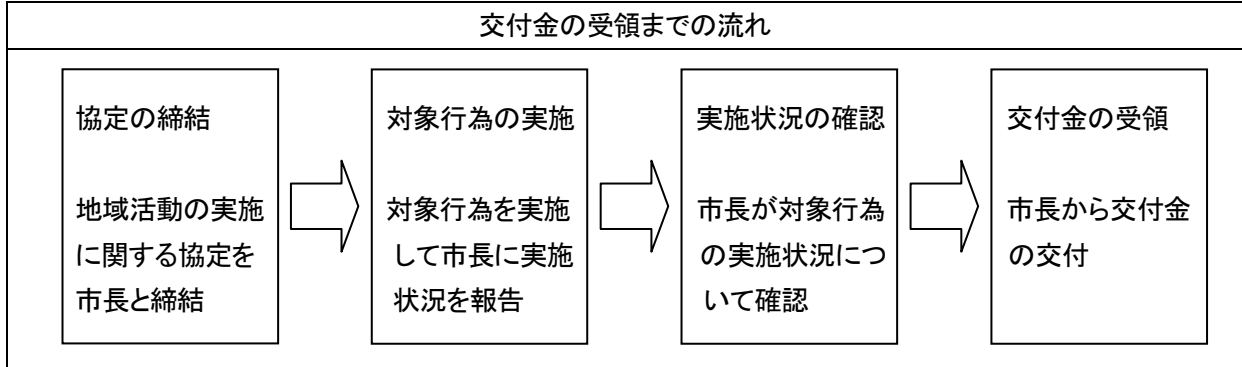 交付金の受領までの流れ
協定の締結
地域活動の実施
に関する協定を
市長と締結
対象行為の実施
対象行為を実施
して市長に実施
状況を報告
実施状況の確認
市長が対象行為
の実施状況につ
いて確認
交付金の受領
市長から交付金
の交付